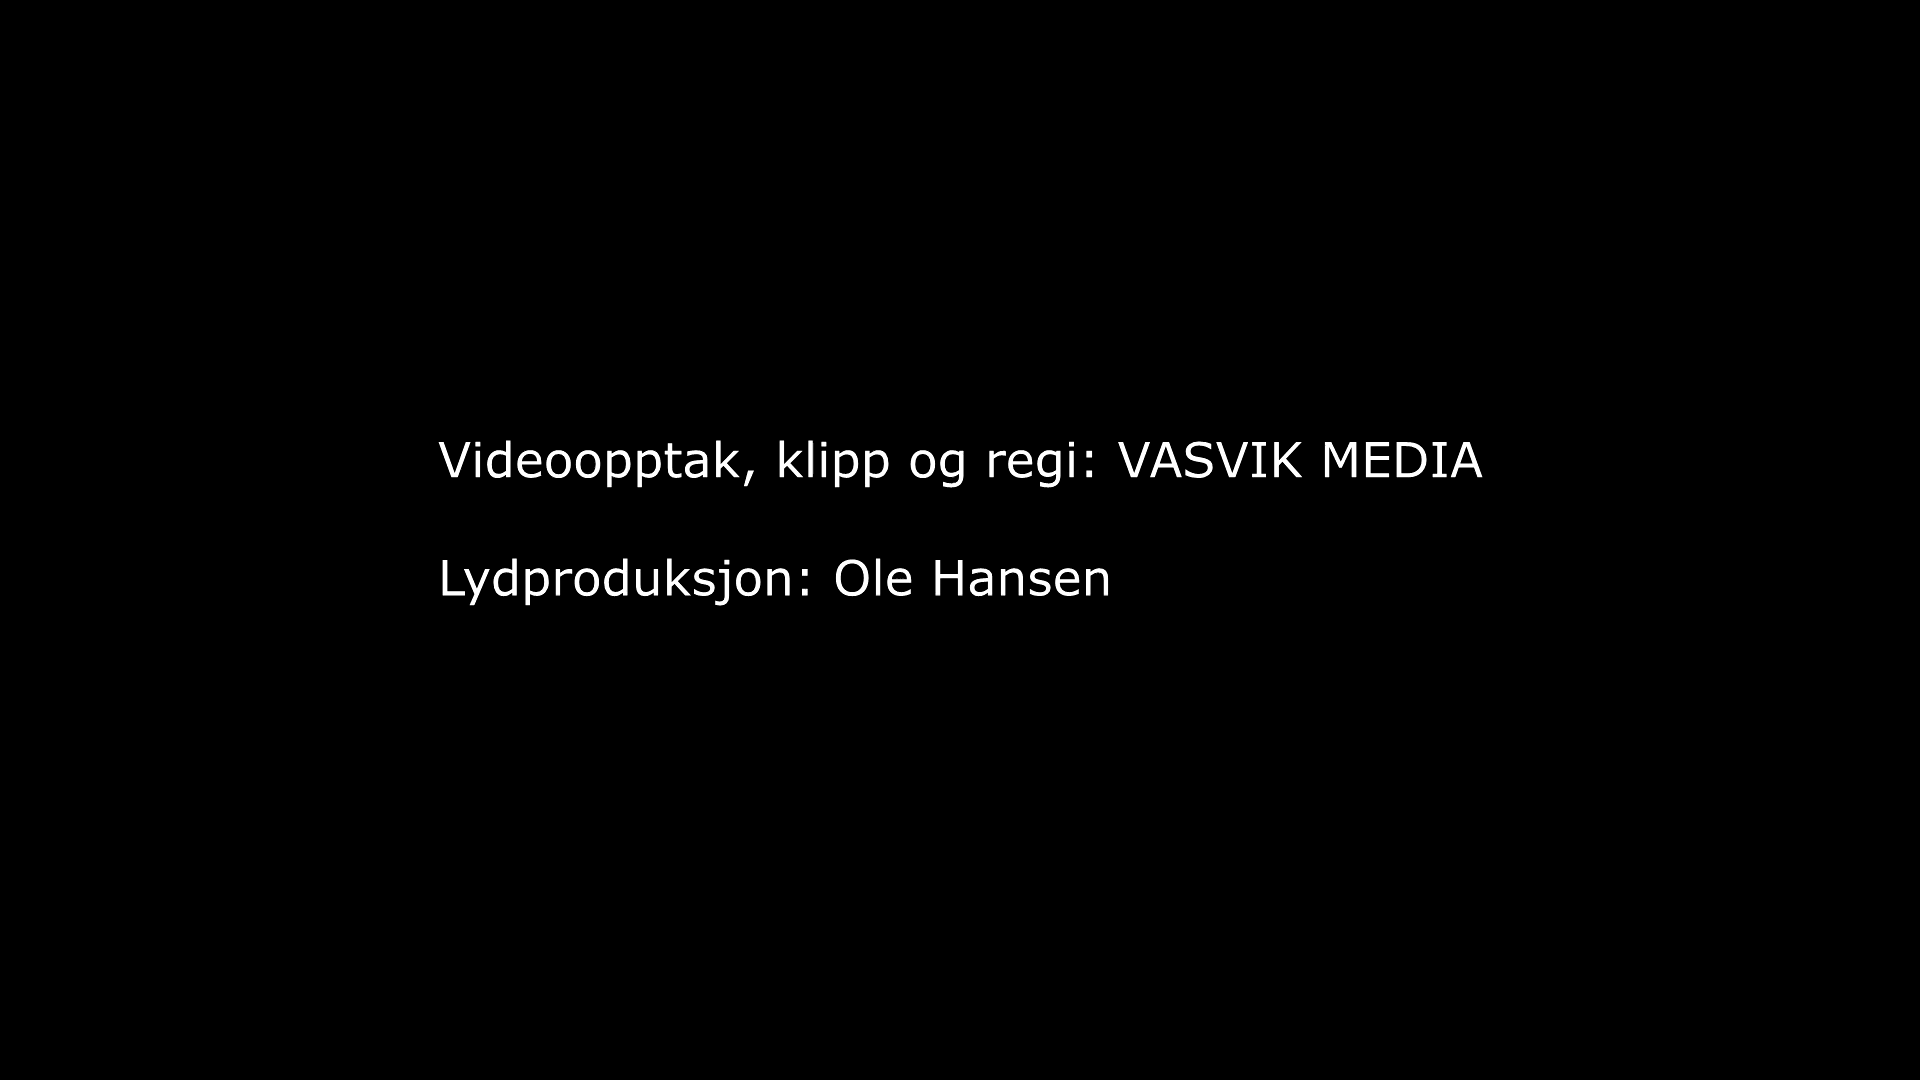 Videoopptak, klipp og regi: VASVIK MEDIA
Lydproduksjon: Ole Hansen